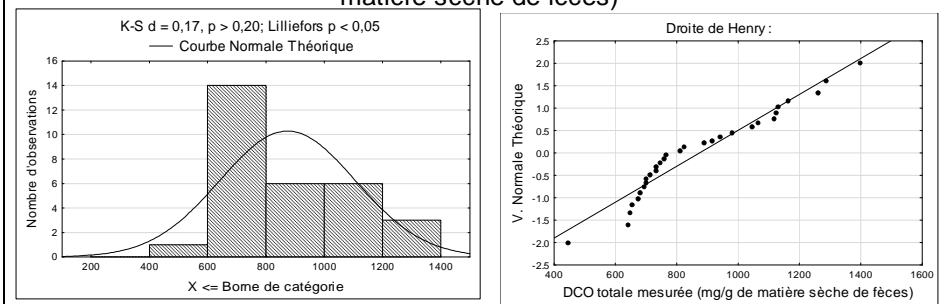 matière sèche de fèces)
K-S d = 0,17, p > 0,20; Lilliefors p < 0,05
Courbe Normale Théorique
16
14
12
10
8
6
4
2
0
200 400 600 800 1000 1200 1400
Nombre d'observations
X <= Borne de catégorie
Droite de Henry :
2.5
2.0
1.5
1.0
0.5
0.0
-0.5
-1.0
-1.5
-2.0
-2.5
400 600 800 1000 1200 1400 1600
V. Normale Théorique
DCO totale mesurée (mg/g de matière sèche de fèces)